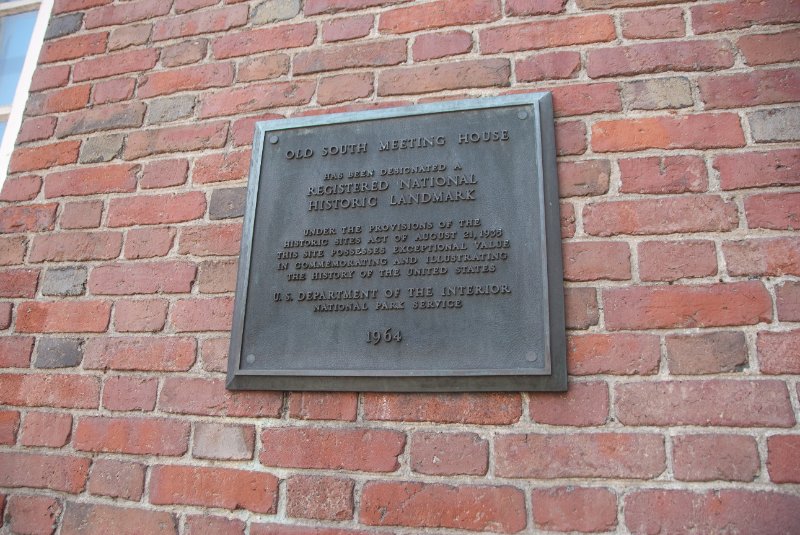 OLD SOUTH MEETING HOUSE
HAS BEEN DESIGNATED A
REGISTERED NATIONAL
HISTORIC LANDMARK
UNDER THE PROVISIONS OF THE
HISTORIC SITES ACT OF AUGUST 21, 1935
THIS SITE POSSESSES EXCEPTIONAL VALUE
IN COMMEMORATING AND ILLUSTRATING
THE HISTORY OF THE UNITED STATES
U.S. DEPARTMENT OF THE INTERIOR
NATIONAL PARK SERVICE
1964